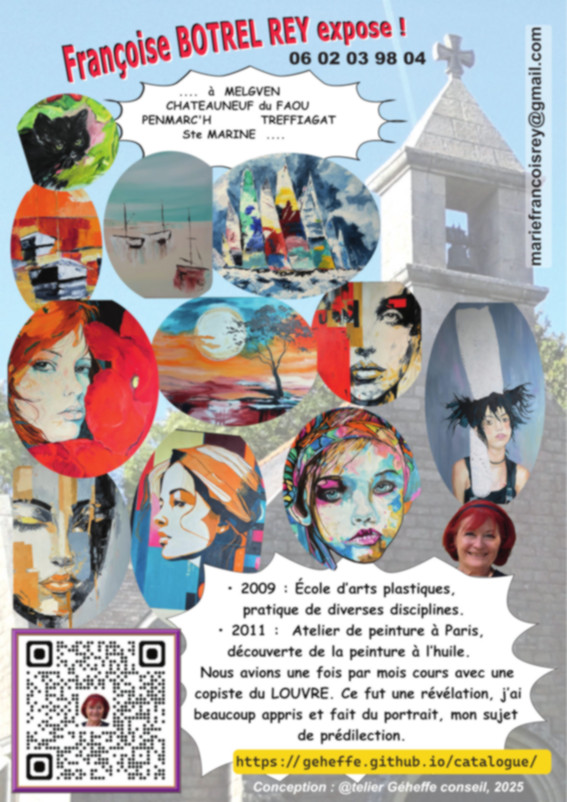 Françoise BOTREL REY expose !
06 02 03 98 04
mariefrancoisrey@gmail.com
.... à MELGVEN
CHATEAUNEUF du FAOU
PENMARC'H TREFFIAGAT
Ste MARINE ....
• 2009 : École d'arts plastiques,
pratique de diverses disciplines.
• 2011 : Atelier de peinture à Paris,
découverte de la peinture à l'huile.
Nous avions une fois par mois cours avec une
copiste du LOUVRE. Ce fut une révélation, j'ai
beaucoup appris et fait du portrait, mon sujet
de prédilection.
https://geheffe.github.io/catalogue/
Conception : @telier Géheffe conseil, 2025